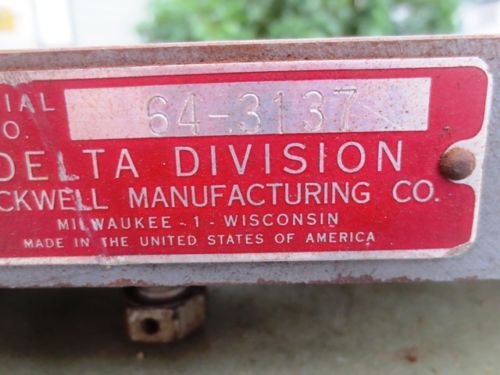 IAL
O. 64-3137
DELTA DIVISION
CKWELL MANUFACTURING CO.
MILWAUKEE - 1 - WISCONSIN
MADE IN THE UNITED STATES OF AMERICA